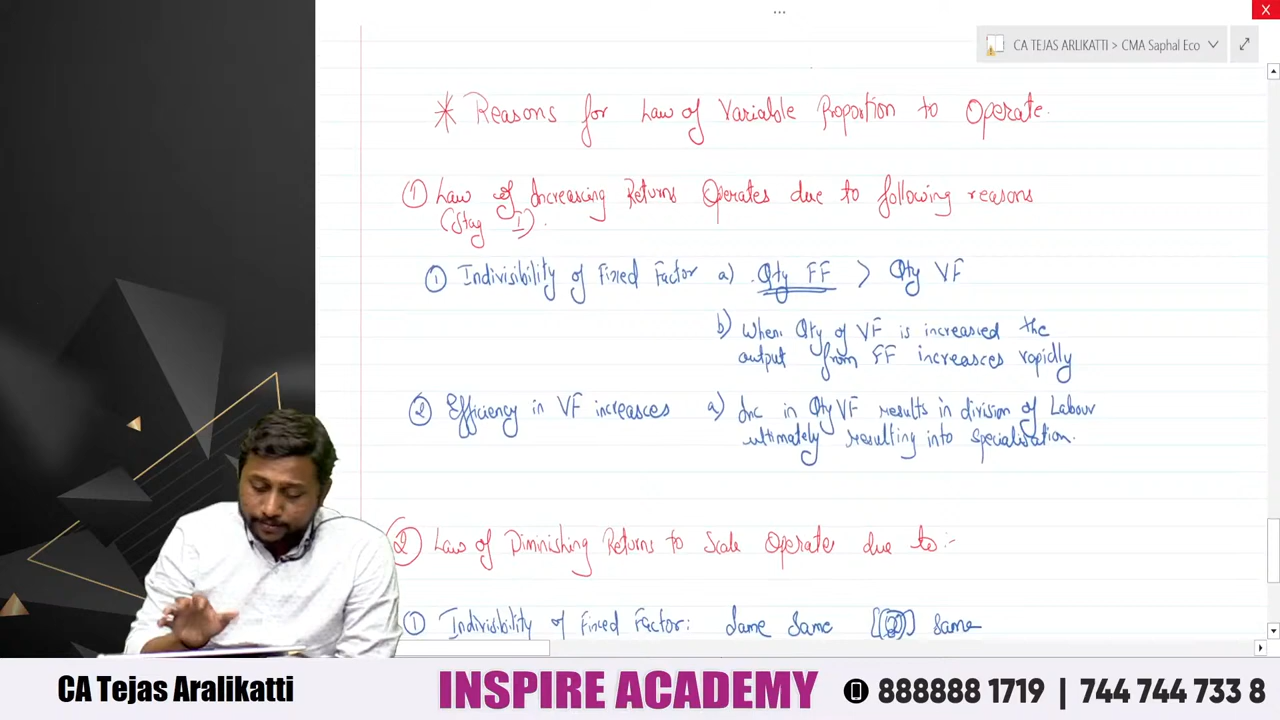 ...
X
CA TEJAS ARLIKATTI > CMA Saphal Eco
* Reasons for Law of Variable Proportion to Operate.
① Law of Increasing Returns Operates due to following reasons
(Stag I).
① Indivisibility of Fixed Factor a) Qty FF > Qty VF
b) When Qty of VF is increased the
output from FF increasces rapidly
② Efficiency in VF increasces a) Inc in Qty VF results in division of Labour
ultimately resulting into specialisation.
② Law of Diminishing Returns to Scale Operate due to :-
① Indivisibility of Fixed Factor: Same Same Same
CA Tejas Aralikatti
INSPIRE ACADEMY
888888 1719 | 744 744 733 8